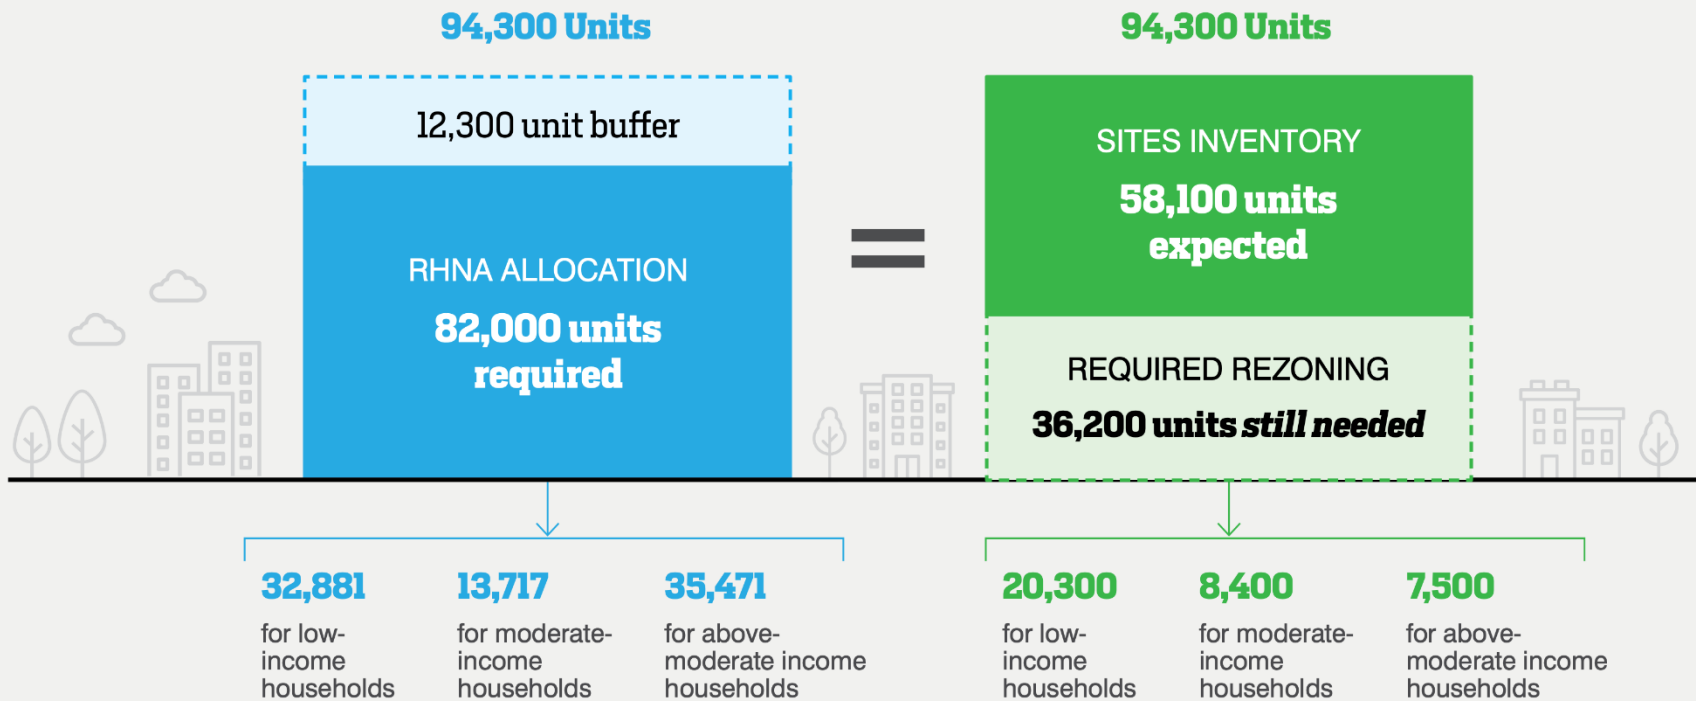 94,300 Units
12,300 unit buffer
RHNA ALLOCATION
82,000 units
required
32,881
for low-
income
households
13,717
for moderate-
income
households
35,471
for above-
moderate income
households
=
94,300 Units
SITES INVENTORY
58,100 units
expected
REQUIRED REZONING
36,200 units still needed
20,300
for low-
income
households
8,400
for moderate-
income
households
7,500
for above-
moderate income
households